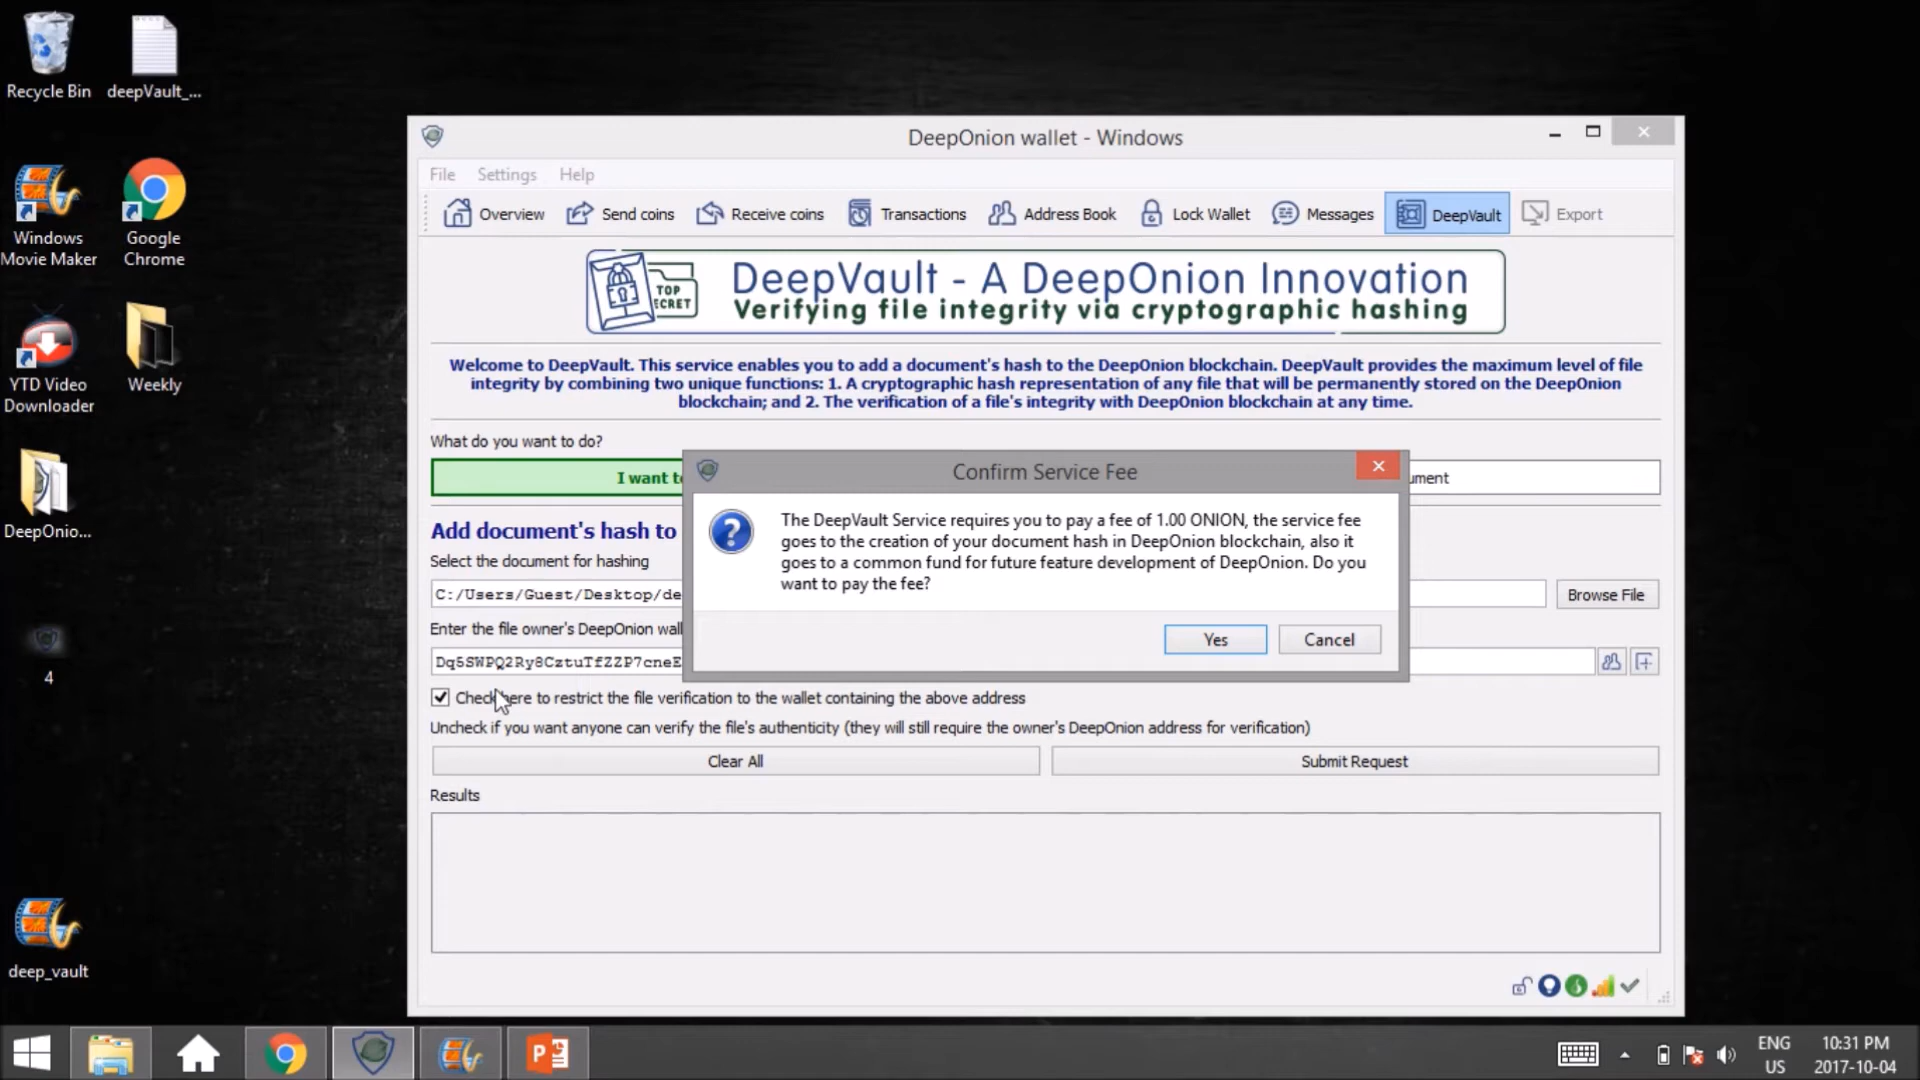 Recycle Bin
deepVault_...
Windows
Movie Maker
Google
Chrome
YTD Video
Downloader
Weekly
DeepOnio...
4
deep_vault
DeepOnion wallet - Windows
File Settings Help
Overview Send coins Receive coins Transactions Address Book Lock Wallet Messages DeepVault Export
TOP
ECRET
DeepVault - A DeepOnion Innovation
Verifying file integrity via cryptographic hashing
Welcome to DeepVault. This service enables you to add a document's hash to the DeepOnion blockchain. DeepVault provides the maximum level of file
integrity by combining two unique functions: 1. A cryptographic hash representation of any file that will be permanently stored on the DeepOnion
blockchain; and 2. The verification of a file's integrity with DeepOnion blockchain at any time.
What do you want to do?
I want to
ument
Confirm Service Fee
The DeepVault Service requires you to pay a fee of 1.00 ONION, the service fee
goes to the creation of your document hash in DeepOnion blockchain, also it
goes to a common fund for future feature development of DeepOnion. Do you
want to pay the fee?
Yes Cancel
Add document's hash to
Select the document for hashing
C:/Users/Guest/Desktop/de
Browse File
Enter the file owner's DeepOnion wall
Dq5SWPQ2Ry8CztuTfZZP7cneE
Check here to restrict the file verification to the wallet containing the above address
Uncheck if you want anyone can verify the file's authenticity (they will still require the owner's DeepOnion address for verification)
Clear All Submit Request
Results
ENG
US
10:31 PM
2017-10-04